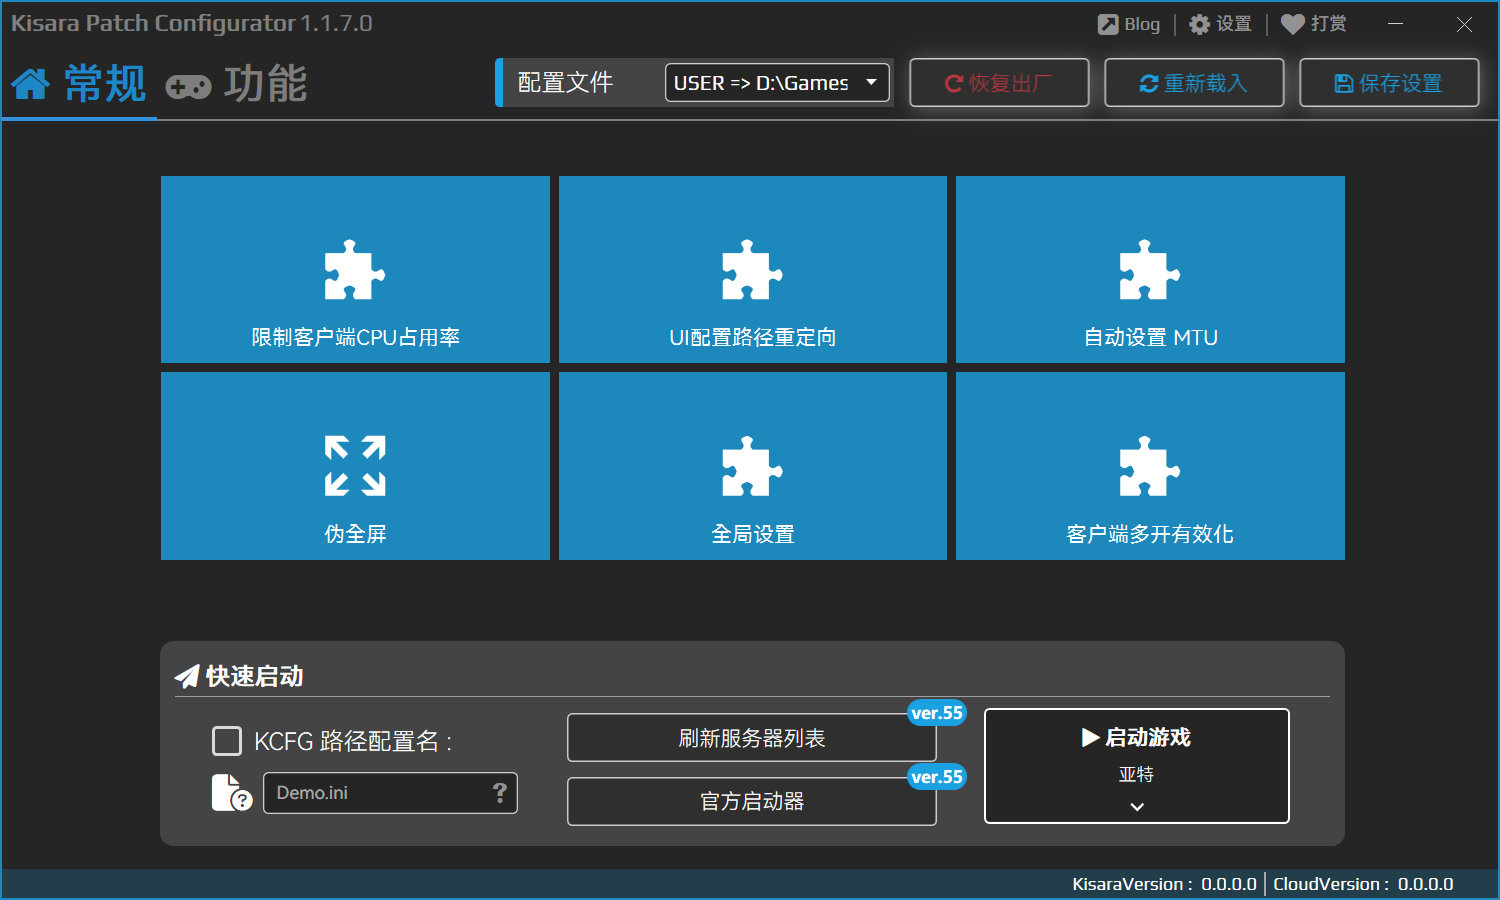 Kisara Patch Configurator 1.1.7.0
Blog
设置
打赏
常规
功能
配置文件
USER => D:\Games
恢复出厂
重新载入
保存设置
限制客户端CPU占用率
UI配置路径重定向
自动设置 MTU
伪全屏
全局设置
客户端多开有效化
快速启动
KCFG 路径配置名 :
Demo.ini
?
刷新服务器列表
ver.55
官方启动器
ver.55
启动游戏
亚特
KisaraVersion : 0.0.0.0
CloudVersion : 0.0.0.0